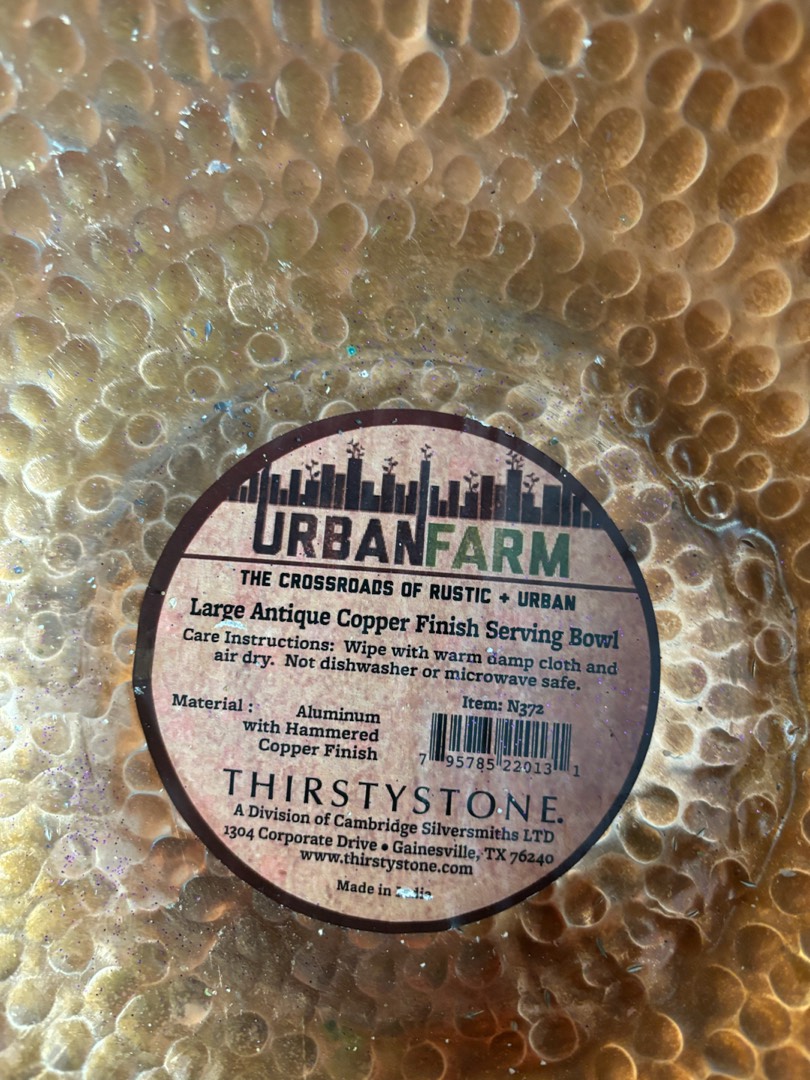 URBANFARM
THE CROSSROADS OF RUSTIC + URBAN
Large Antique Copper Finish Serving Bowl
Care Instructions: Wipe with warm damp cloth and
air dry. Not dishwasher or microwave safe.
Material : Aluminum
with Hammered
Copper Finish
Item: N372
7 95785 22013 1
THIRSTYSTONE.
A Division of Cambridge Silversmiths LTD
1304 Corporate Drive • Gainesville, TX 76240
www.thirstystone.com
Made in